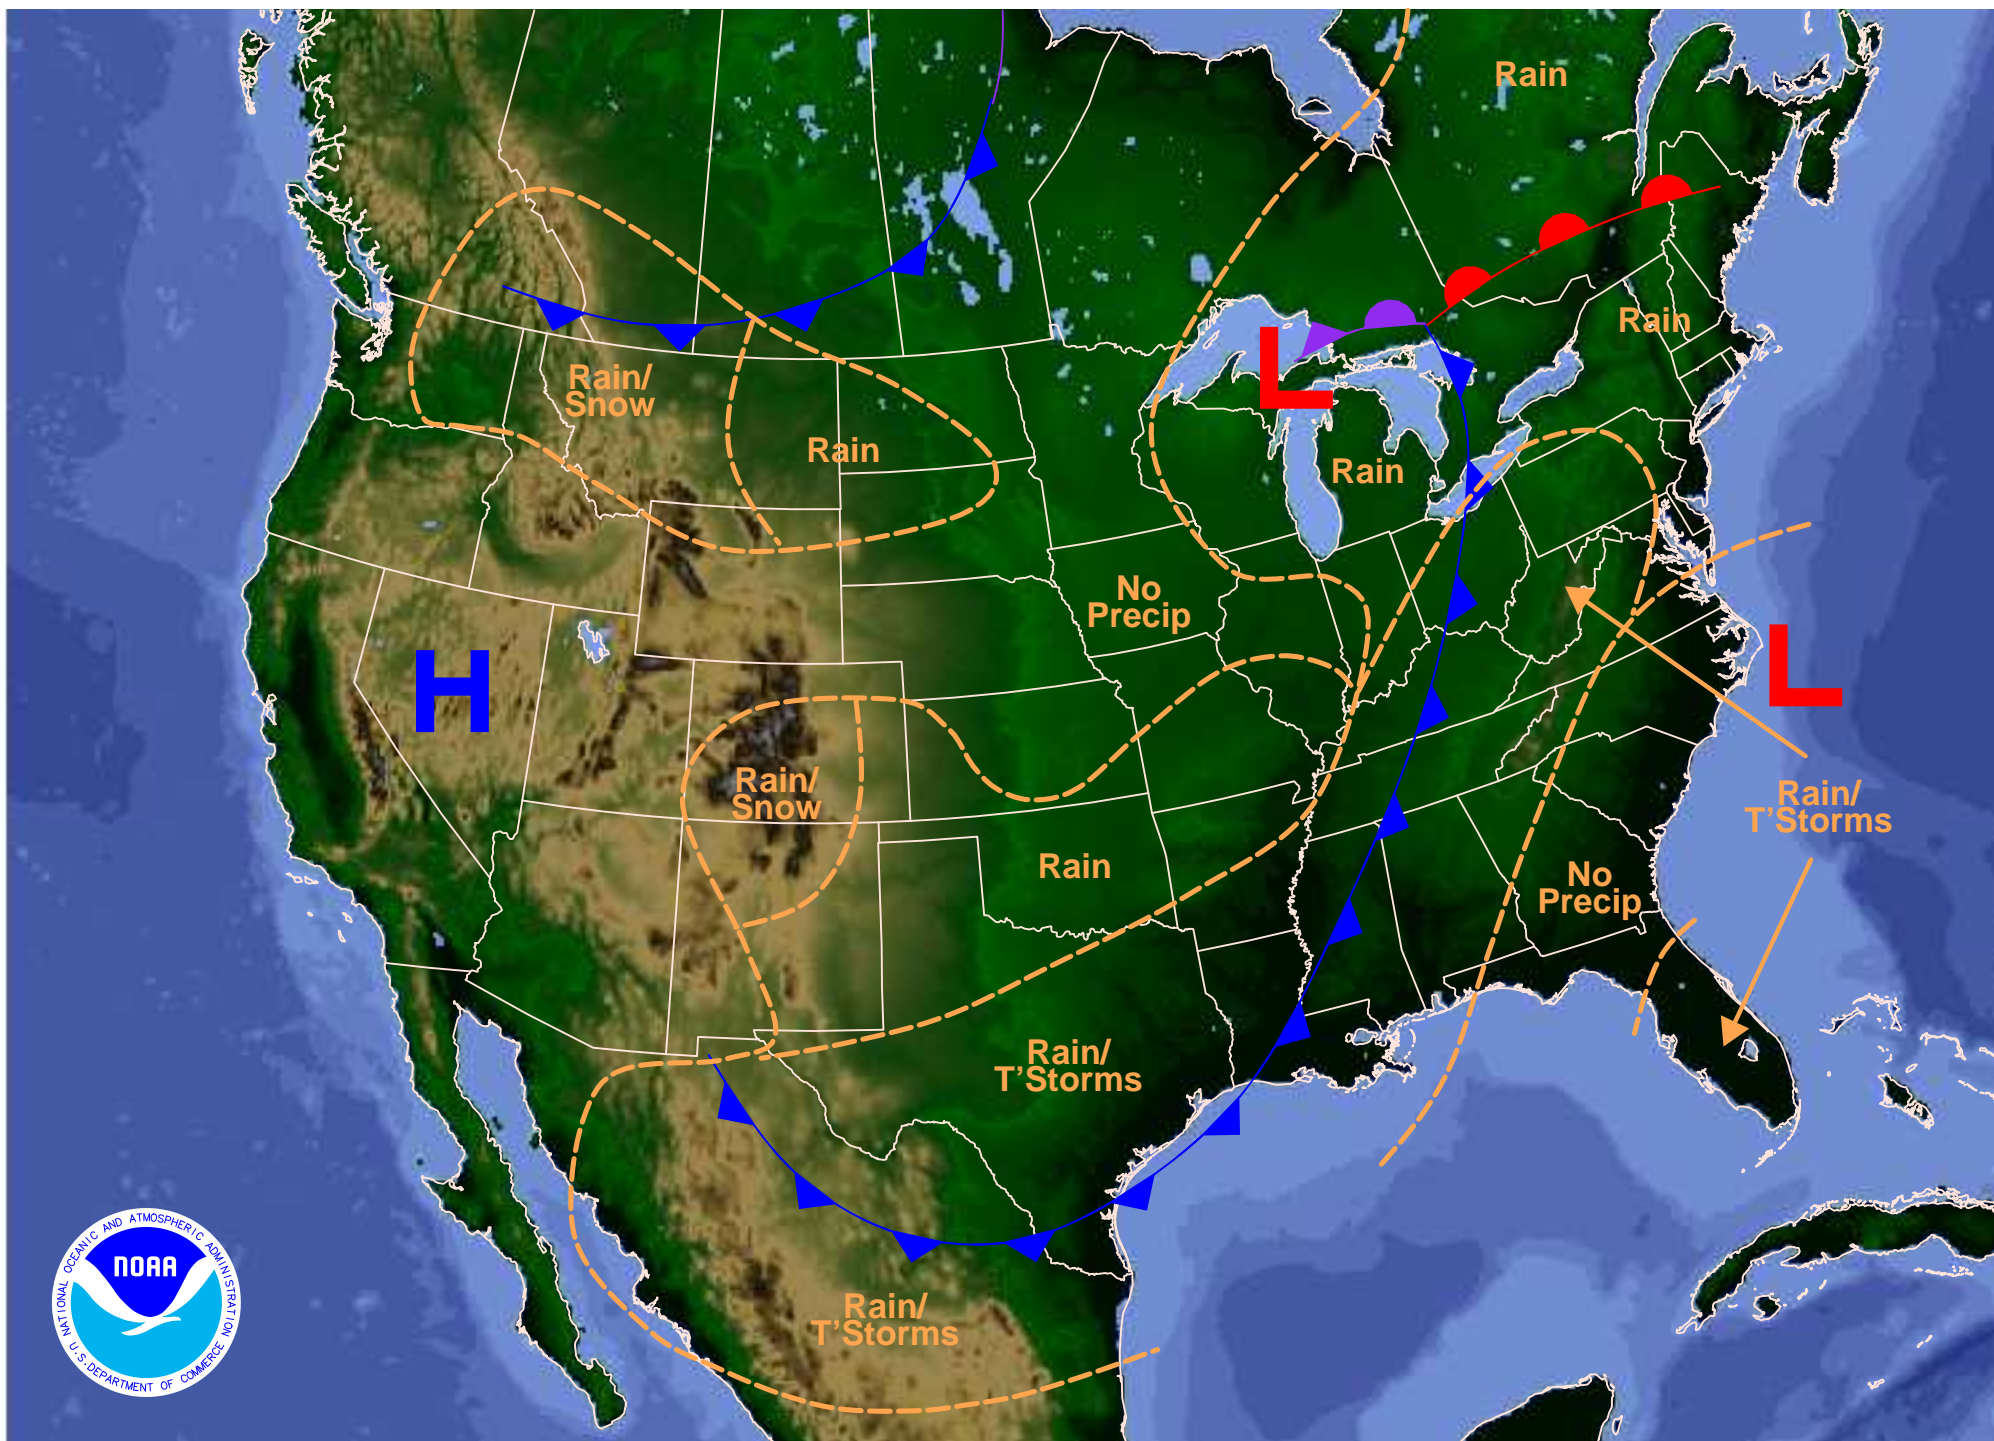 Rain
Rain
Rain/
Snow
Rain
Rain
No
Precip
H
L
L
Rain/
Snow
Rain/
T'Storms
Rain
No
Precip
Rain/
T'Storms
Rain/
T'Storms
NATIONAL OCEANIC AND ATMOSPHERIC ADMINISTRATION
NOAA
U.S. DEPARTMENT OF COMMERCE